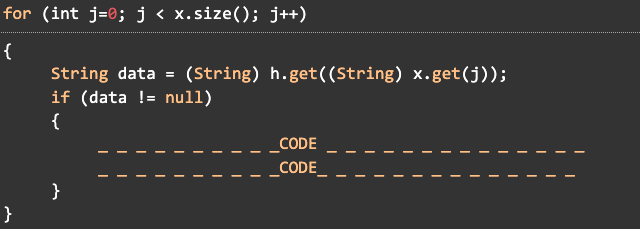 for (int j=0; j < x.size(); j++)
{
String data = (String) h.get((String) x.get(j));
if (data != null)
{
_ _ _ _ _ _ _ _ _ _CODE _ _ _ _ _ _ _ _ _ _ _ _ _ _
_ _ _ _ _ _ _ _ _ _CODE_ _ _ _ _ _ _ _ _ _ _ _ _ _
}
}